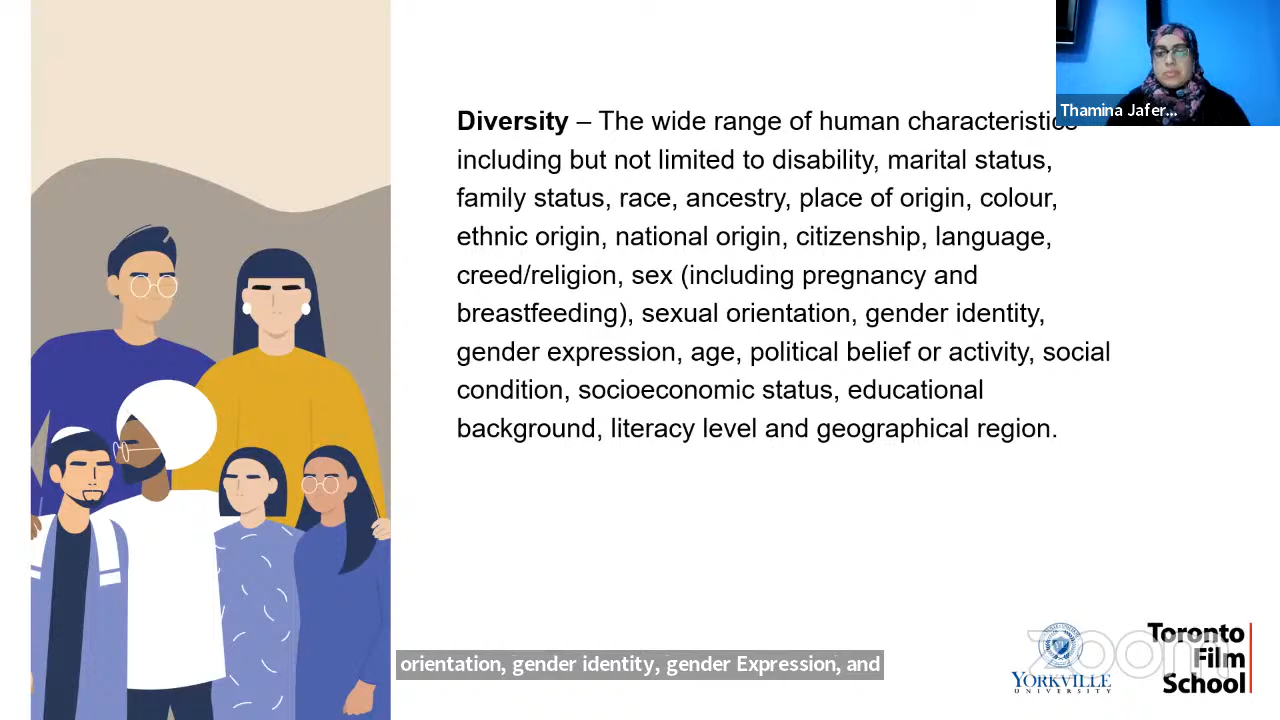 Thamina Jafer...
Diversity – The wide range of human characteristics
including but not limited to disability, marital status,
family status, race, ancestry, place of origin, colour,
ethnic origin, national origin, citizenship, language,
creed/religion, sex (including pregnancy and
breastfeeding), sexual orientation, gender identity,
gender expression, age, political belief or activity, social
condition, socioeconomic status, educational
background, literacy level and geographical region.
orientation, gender identity, gender Expression, and
YORKVILLE
UNIVERSITY
zoom
Toronto
Film
School